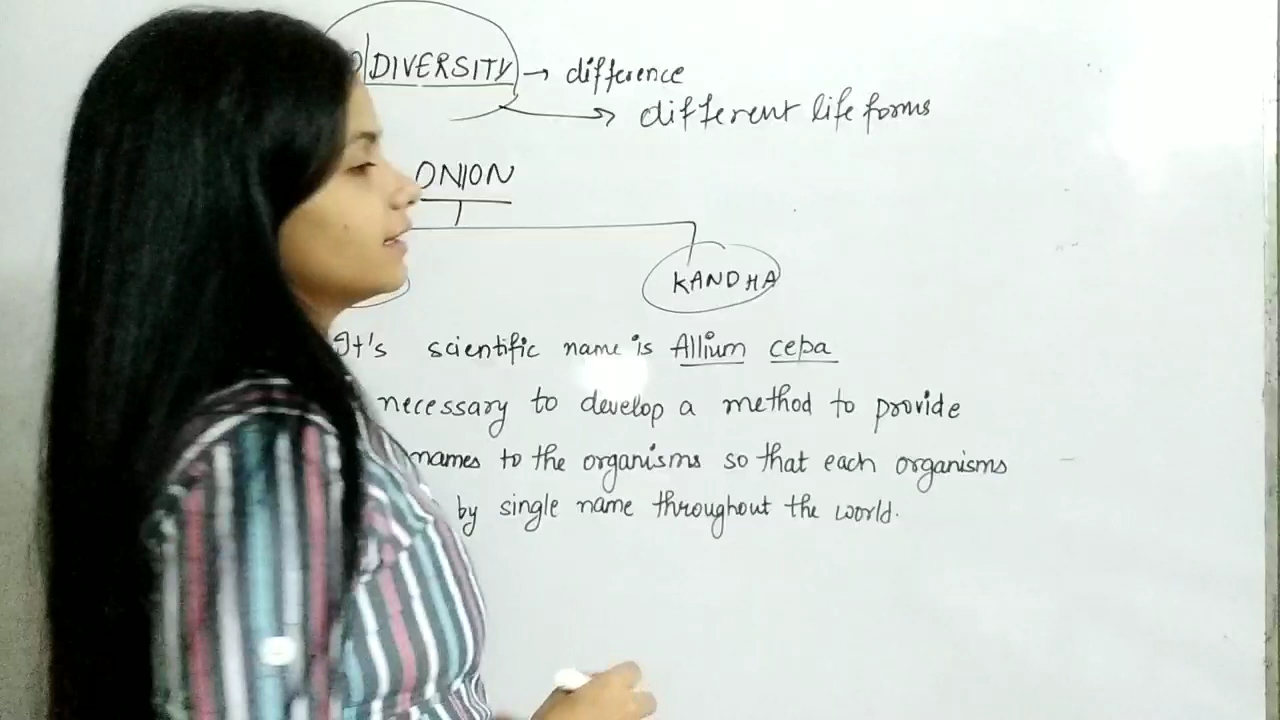 DIVERSITY → difference
→ different life forms
ONION
KANDHA
It's scientific name is Allium cepa
necessary to develop a method to provide
names to the organisms so that each organisms
by single name throughout the world.